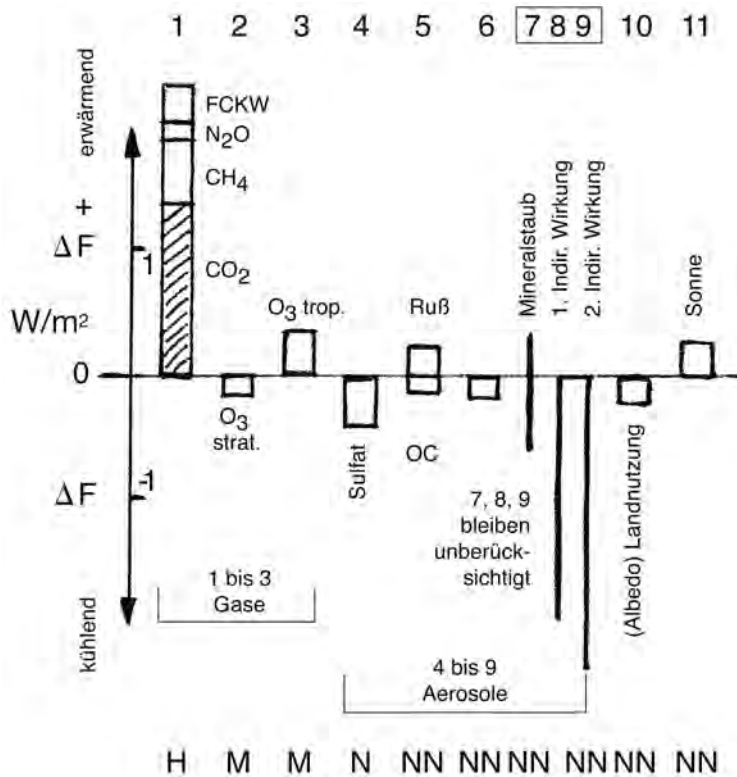 1 2 3 4 5 6 7 8 9 10 11
erwärmend
FCKW
N₂O
CH₄
+
ΔF
1
CO₂
Mineralstaub
1. Indir. Wirkung
2. Indir. Wirkung
Sonne
O₃ trop.
Ruß
W/m²
0
O₃
strat.
Sulfat
OC
-1
ΔF
7, 8, 9
bleiben
unberück-
sichtigt
(Albedo) Landnutzung
1 bis 3
Gase
kühlend
4 bis 9
Aerosole
H M M N NN NN NN NN NN NN